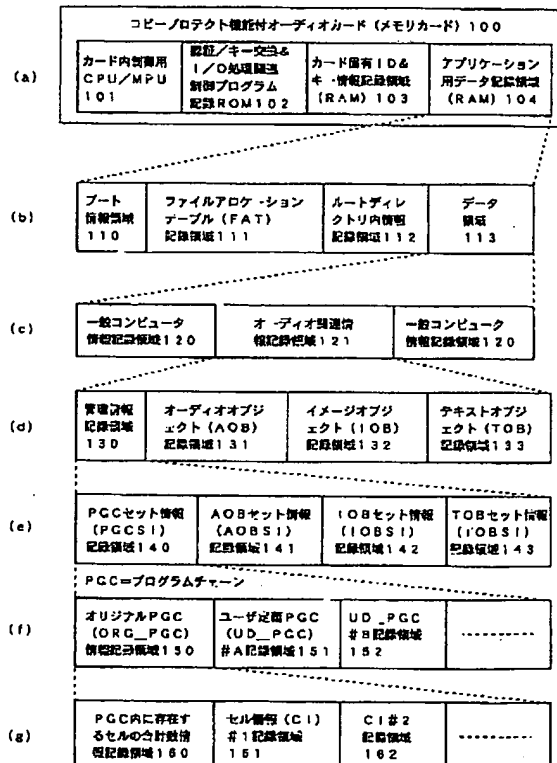 コピープロテクト機能付オーディオカード(メモリカード)100
(a)
カード内制御用
CPU/MPU
101
認証/キー交換&
I/O処理関連
制御プログラム
記録ROM102
カード固有ID&
キー情報記録領域
(RAM)103
アプリケーション
用データ記録領域
(RAM)104
(b)
ブート
情報領域
110
ファイルアロケーション
テーブル(FAT)
記録領域111
ルートディレ
クトリ内情報
記録領域112
データ
領域
113
(c)
一般コンピュータ
情報記録領域120
オーディオ関連情
報記録領域121
一般コンピュータ
情報記録領域120
(d)
管理情報
記録領域
130
オーディオオブジ
ェクト(AOB)
記録領域131
イメージオブジ
ェクト(IOB)
記録領域132
テキストオブジ
ェクト(TOB)
記録領域133
(e)
PGCセット情報
(PGCSI)
記録領域140
AOBセット情報
(AOBSI)
記録領域141
IOBセット情報
(IOBSI)
記録領域142
TOBセット情報
(TOBSI)
記録領域143
PGC=プログラムチェーン
(f)
オリジナルPGC
(ORG_PGC)
情報記録領域150
ユーザ定義PGC
(UD_PGC)
#A記録領域151
UD_PGC
#B記録領域
152
(g)
PGC内に存在す
るセルの合計数情
報記録領域160
セル情報(CI)
#1記録領域
161
CI#2
記録領域
162